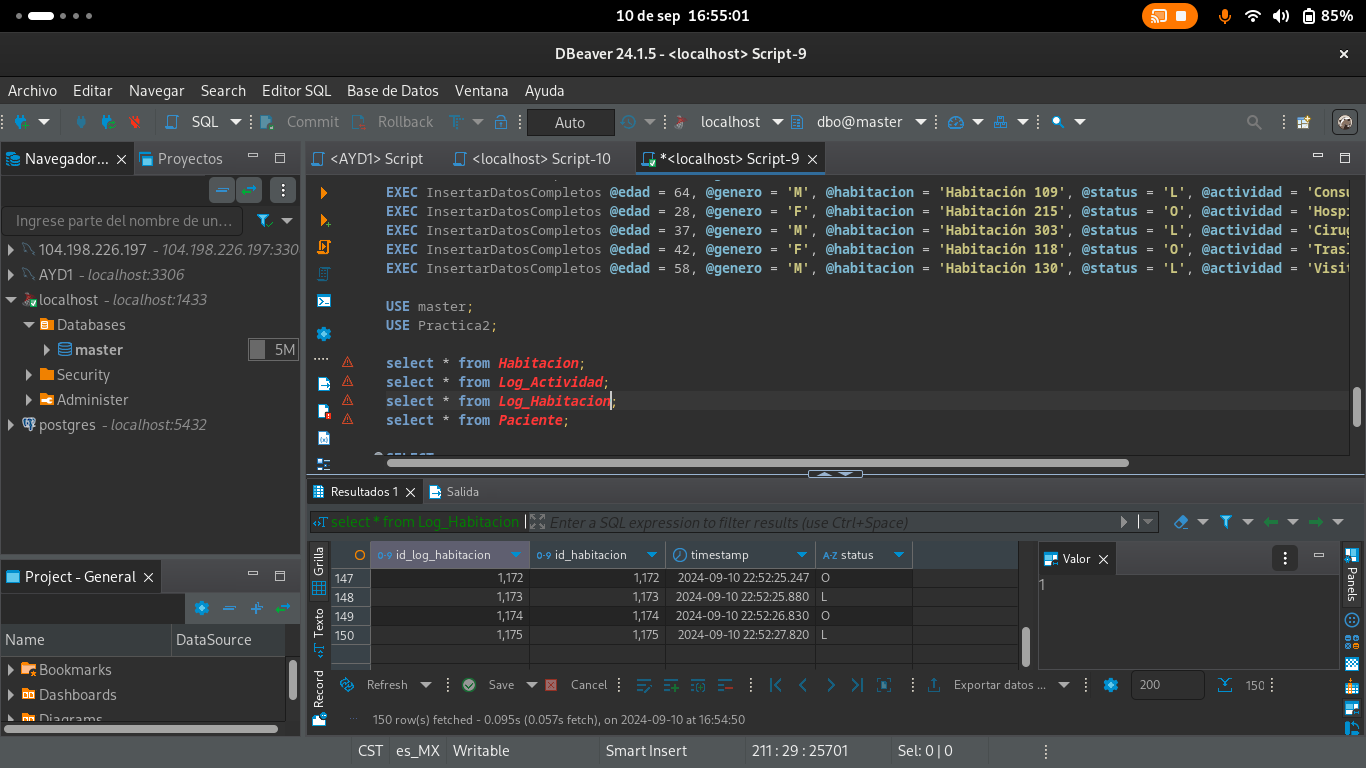 10 de sep 16:55:01
85%
DBeaver 24.1.5 - <localhost> Script-9
Archivo Editar Navegar Search Editor SQL Base de Datos Ventana Ayuda
SQL Commit Rollback Auto localhost dbo@master
Navegador... Proyectos
<AYD1> Script <localhost> Script-10 *<localhost> Script-9
Ingrese parte del nombre de un...
104.198.226.197 - 104.198.226.197:330
AYD1 - localhost:3306
localhost - localhost:1433
Databases
master 5M
Security
Administer
postgres - localhost:5432
EXEC InsertarDatosCompletos @edad = 64, @genero = 'M', @habitacion = 'Habitación 109', @status = 'L', @actividad = 'Consu
EXEC InsertarDatosCompletos @edad = 28, @genero = 'F', @habitacion = 'Habitación 215', @status = 'O', @actividad = 'Hospi
EXEC InsertarDatosCompletos @edad = 37, @genero = 'M', @habitacion = 'Habitación 303', @status = 'L', @actividad = 'Cirug
EXEC InsertarDatosCompletos @edad = 42, @genero = 'F', @habitacion = 'Habitación 118', @status = 'O', @actividad = 'Trasl
EXEC InsertarDatosCompletos @edad = 58, @genero = 'M', @habitacion = 'Habitación 130', @status = 'L', @actividad = 'Visit
USE master;
USE Practica2;
select * from Habitacion;
select * from Log_Actividad;
select * from Log_Habitacion;
select * from Paciente;
SELECT
Resultados 1 Salida
select * from Log_Habitacion Enter a SQL expression to filter results (use Ctrl+Space)
Grilla
Texto
Record
id_log_habitacion id_habitacion timestamp status
147 1,172 1,172 2024-09-10 22:52:25.247 O
148 1,173 1,173 2024-09-10 22:52:25.880 L
149 1,174 1,174 2024-09-10 22:52:26.830 O
150 1,175 1,175 2024-09-10 22:52:27.820 L
Valor
1
Panels
Refresh Save Cancel Exportar datos ... 200 150
150 row(s) fetched - 0.095s (0.057s fetch), on 2024-09-10 at 16:54:50
Project - General
Name DataSource
Bookmarks
Dashboards
Diagrams
CST es_MX Writable Smart Insert 211 : 29 : 25701 Sel: 0 | 0